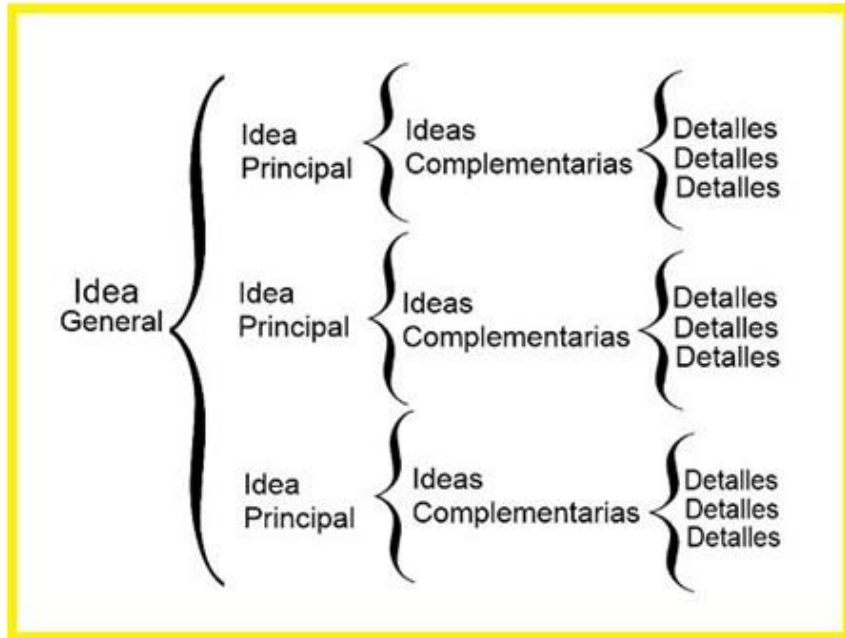 Idea
General
Idea
Principal
Ideas
Complementarias
Detalles
Detalles
Detalles
Idea
Principal
Ideas
Complementarias
Detalles
Detalles
Detalles
Idea
Principal
Ideas
Complementarias
Detalles
Detalles
Detalles